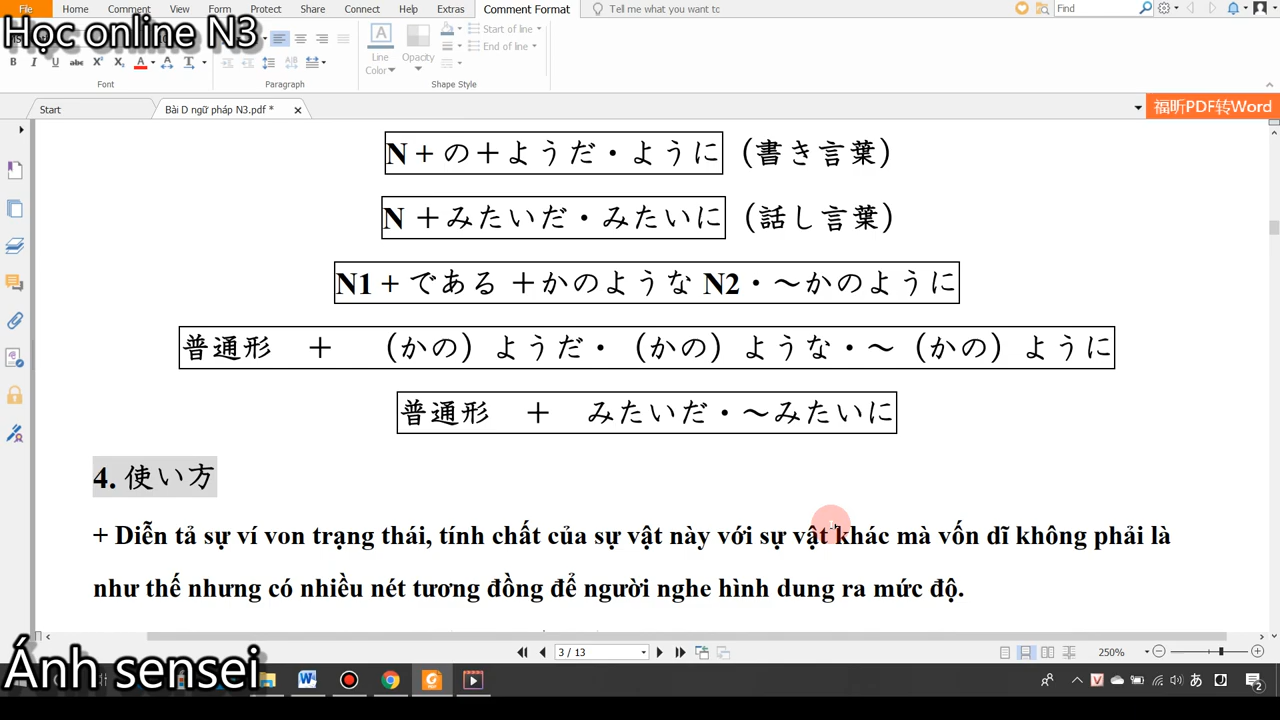 File Home Comment View Form Protect Share Connect Help Extras Comment Format Tell me what you want to Find
Học online N3
Start of line
End of line
Line Color Opacity
Font Paragraph Shape Style
Start Bài D ngữ pháp N3.pdf * 福昕PDF转Word
N+の＋ようだ・ように（書き言葉）
N ＋みたいだ・みたいに（話し言葉）
N1+である ＋かのような N2・～かのように
普通形　＋　（かの）ようだ・（かの）ような・～（かの）ように
普通形　＋　みたいだ・～みたいに
4. 使い方
+ Diễn tả sự ví von trạng thái, tính chất của sự vật này với sự vật khác mà vốn dĩ không phải là
như thế nhưng có nhiều nét tương đồng để người nghe hình dung ra mức độ.
3 / 13 250%
Ánh sensei